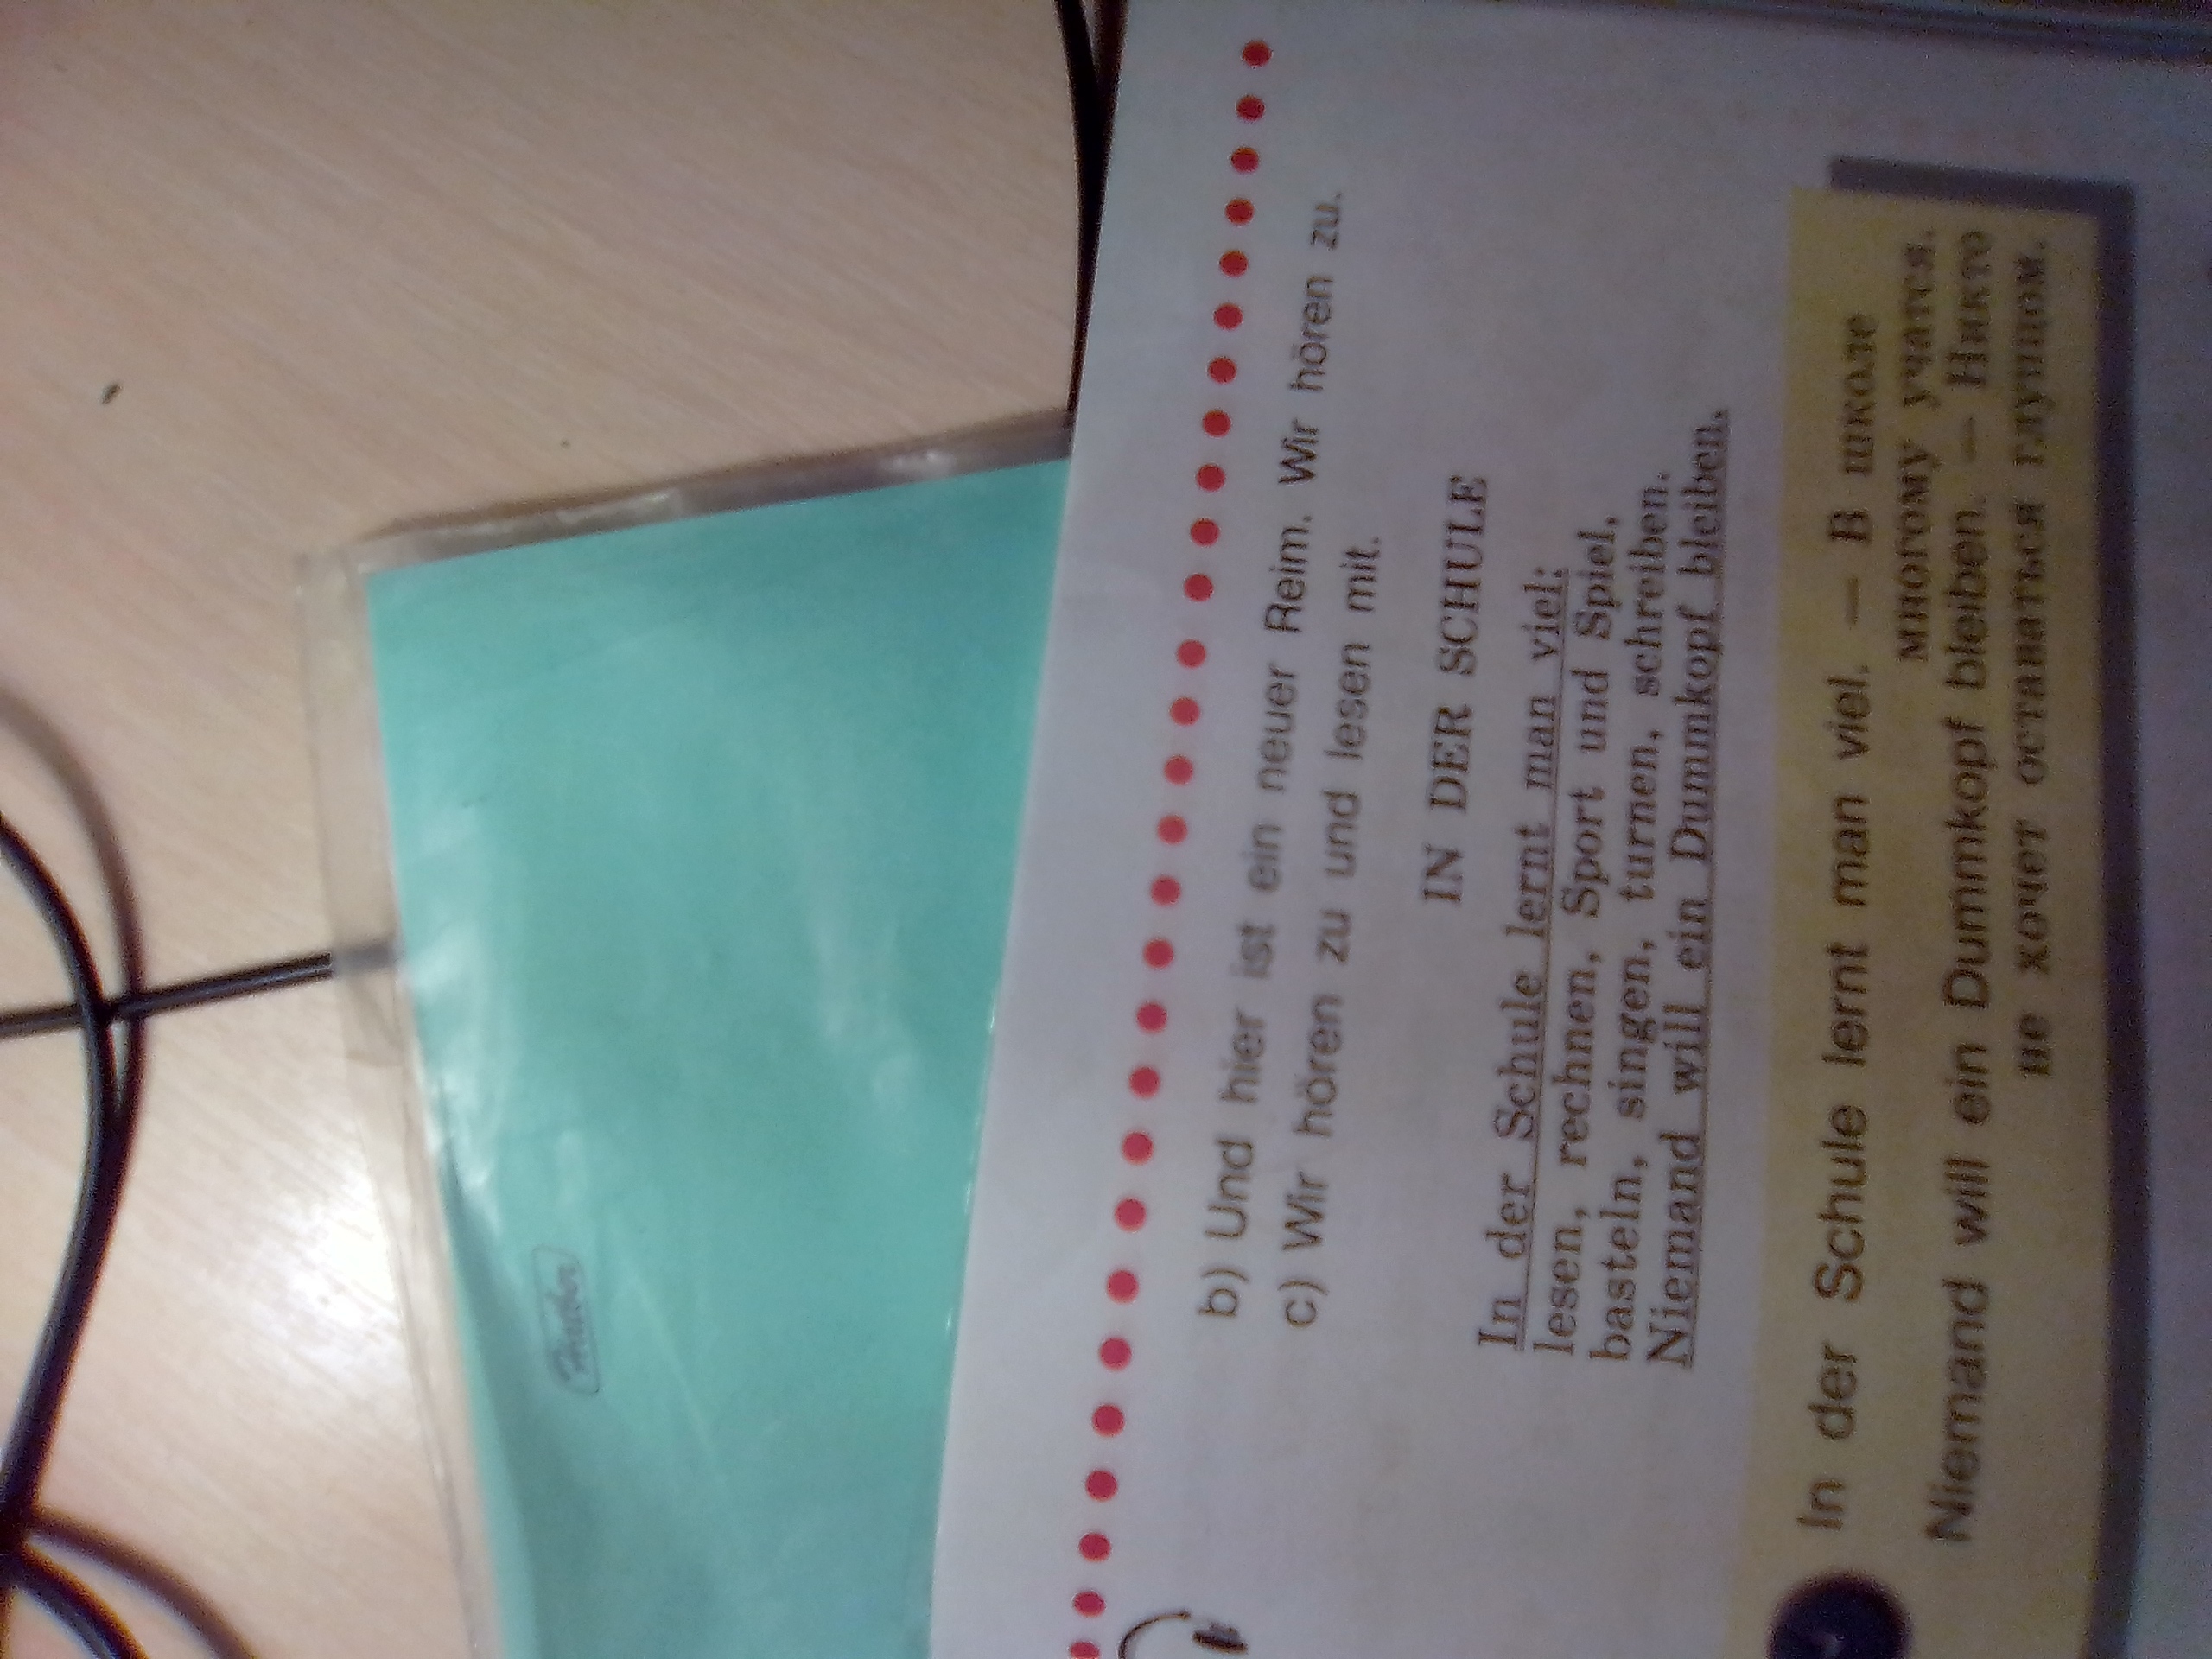 b) Und hier ist ein neuer Reim. Wir hören zu.
c) Wir hören zu und lesen mit.
IN DER SCHULE
In der Schule lernt man viel:
lesen, rechnen, Sport und Spiel,
basteln, singen, turnen, schreiben.
Niemand will ein Dummkopf bleiben.
In der Schule lernt man viel. — В школе
многому учатся.
Niemand will ein Dummkopf bleiben. — Никто
не хочет оставаться глупцом.